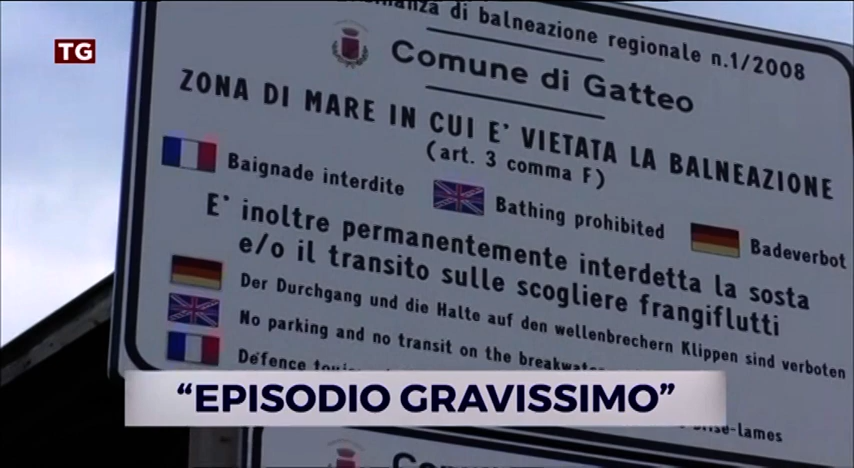 di balneazione regionale n.1/2008
TG
Comune di Gatteo
ZONA DI MARE IN CUI E' VIETATA LA BALNEAZIONE
(art. 3 comma F)
Baignade interdite
Bathing prohibited
Badeverbot
E' inoltre permanentemente interdetta la sosta
e/o il transito sulle scogliere frangiflutti
Der Durchgang und die Halte auf den wellenbrechern Klippen sind verboten
No parking and no transit on the
Défence
"EPISODIO GRAVISSIMO"